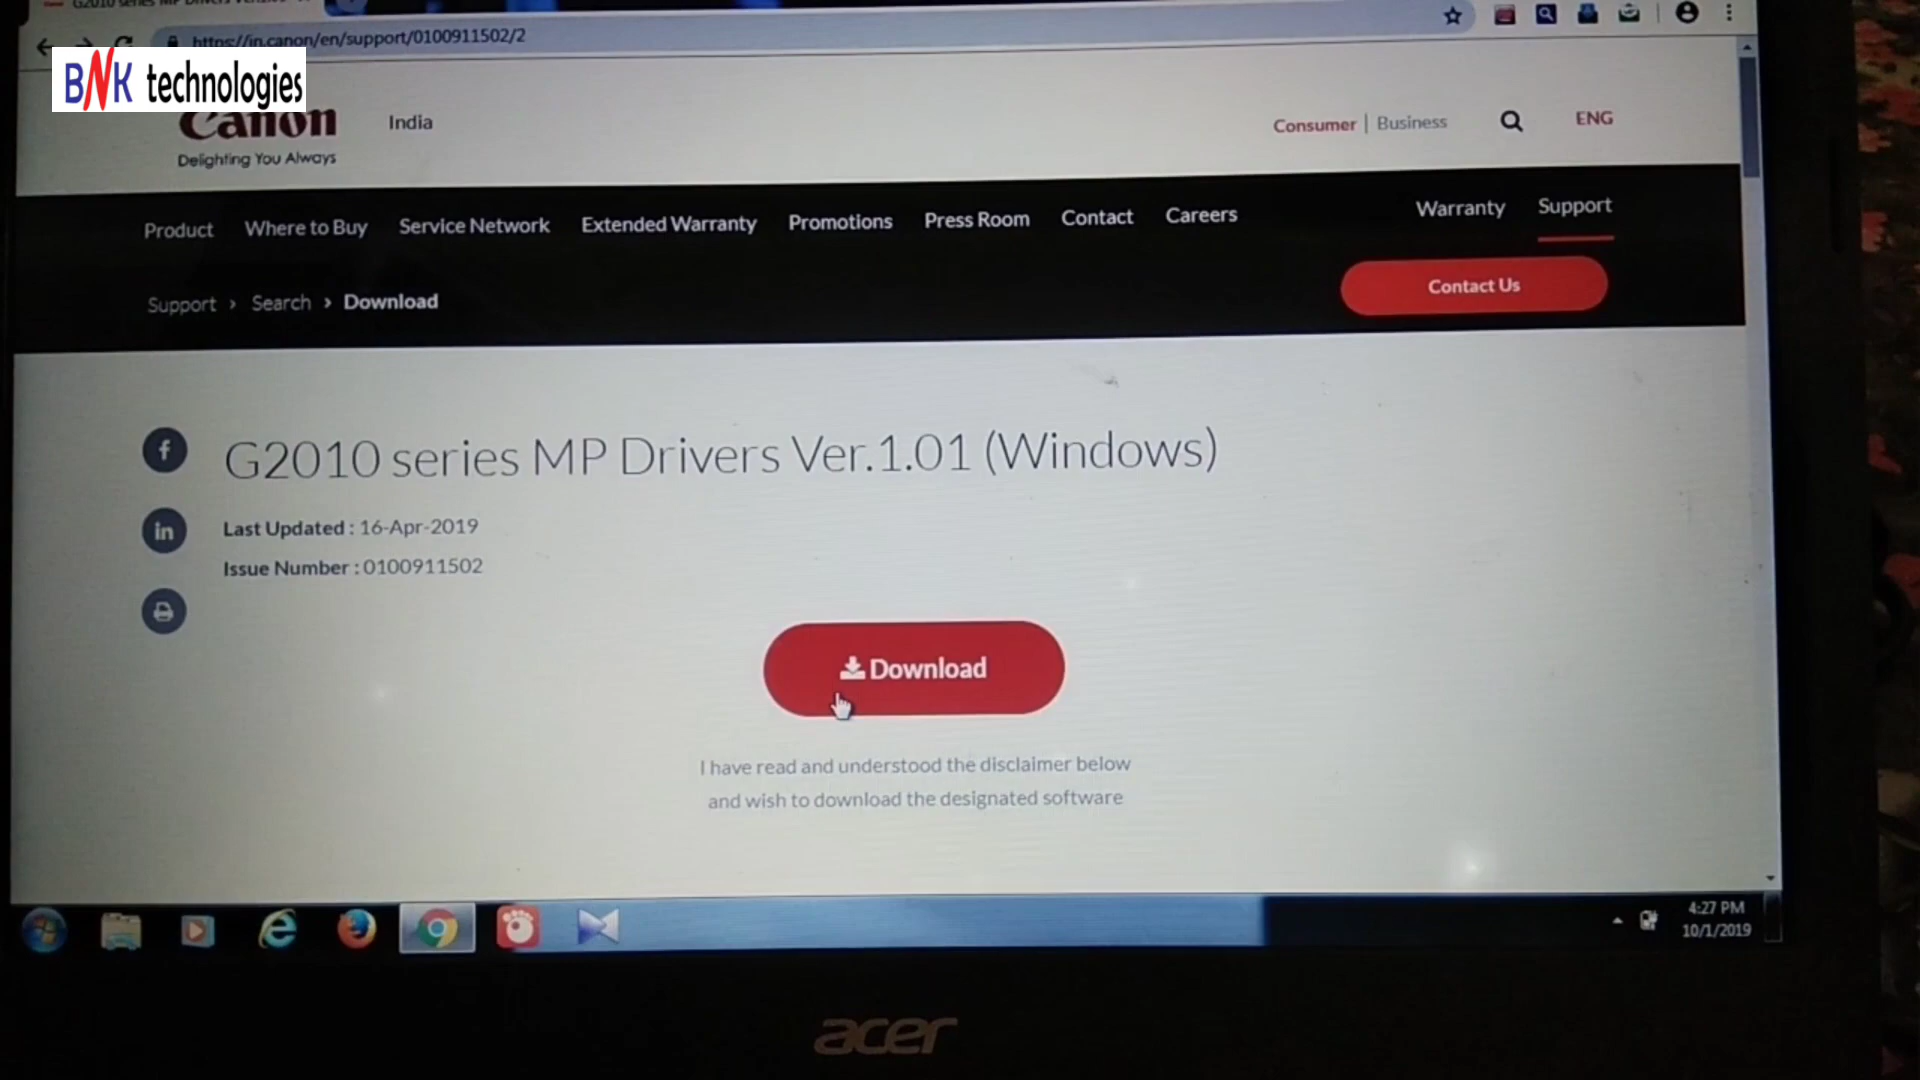 https://in.canon/en/support/0100911502/2
BNK technologies
Canon
India
Delighting You Always
Consumer | Business
ENG
Product Where to Buy Service Network Extended Warranty Promotions Press Room Contact Careers Warranty Support
Contact Us
Support > Search > Download
G2010 series MP Drivers Ver.1.01 (Windows)
Last Updated : 16-Apr-2019
Issue Number : 0100911502
Download
I have read and understood the disclaimer below
and wish to download the designated software
4:27 PM
10/1/2019
acer